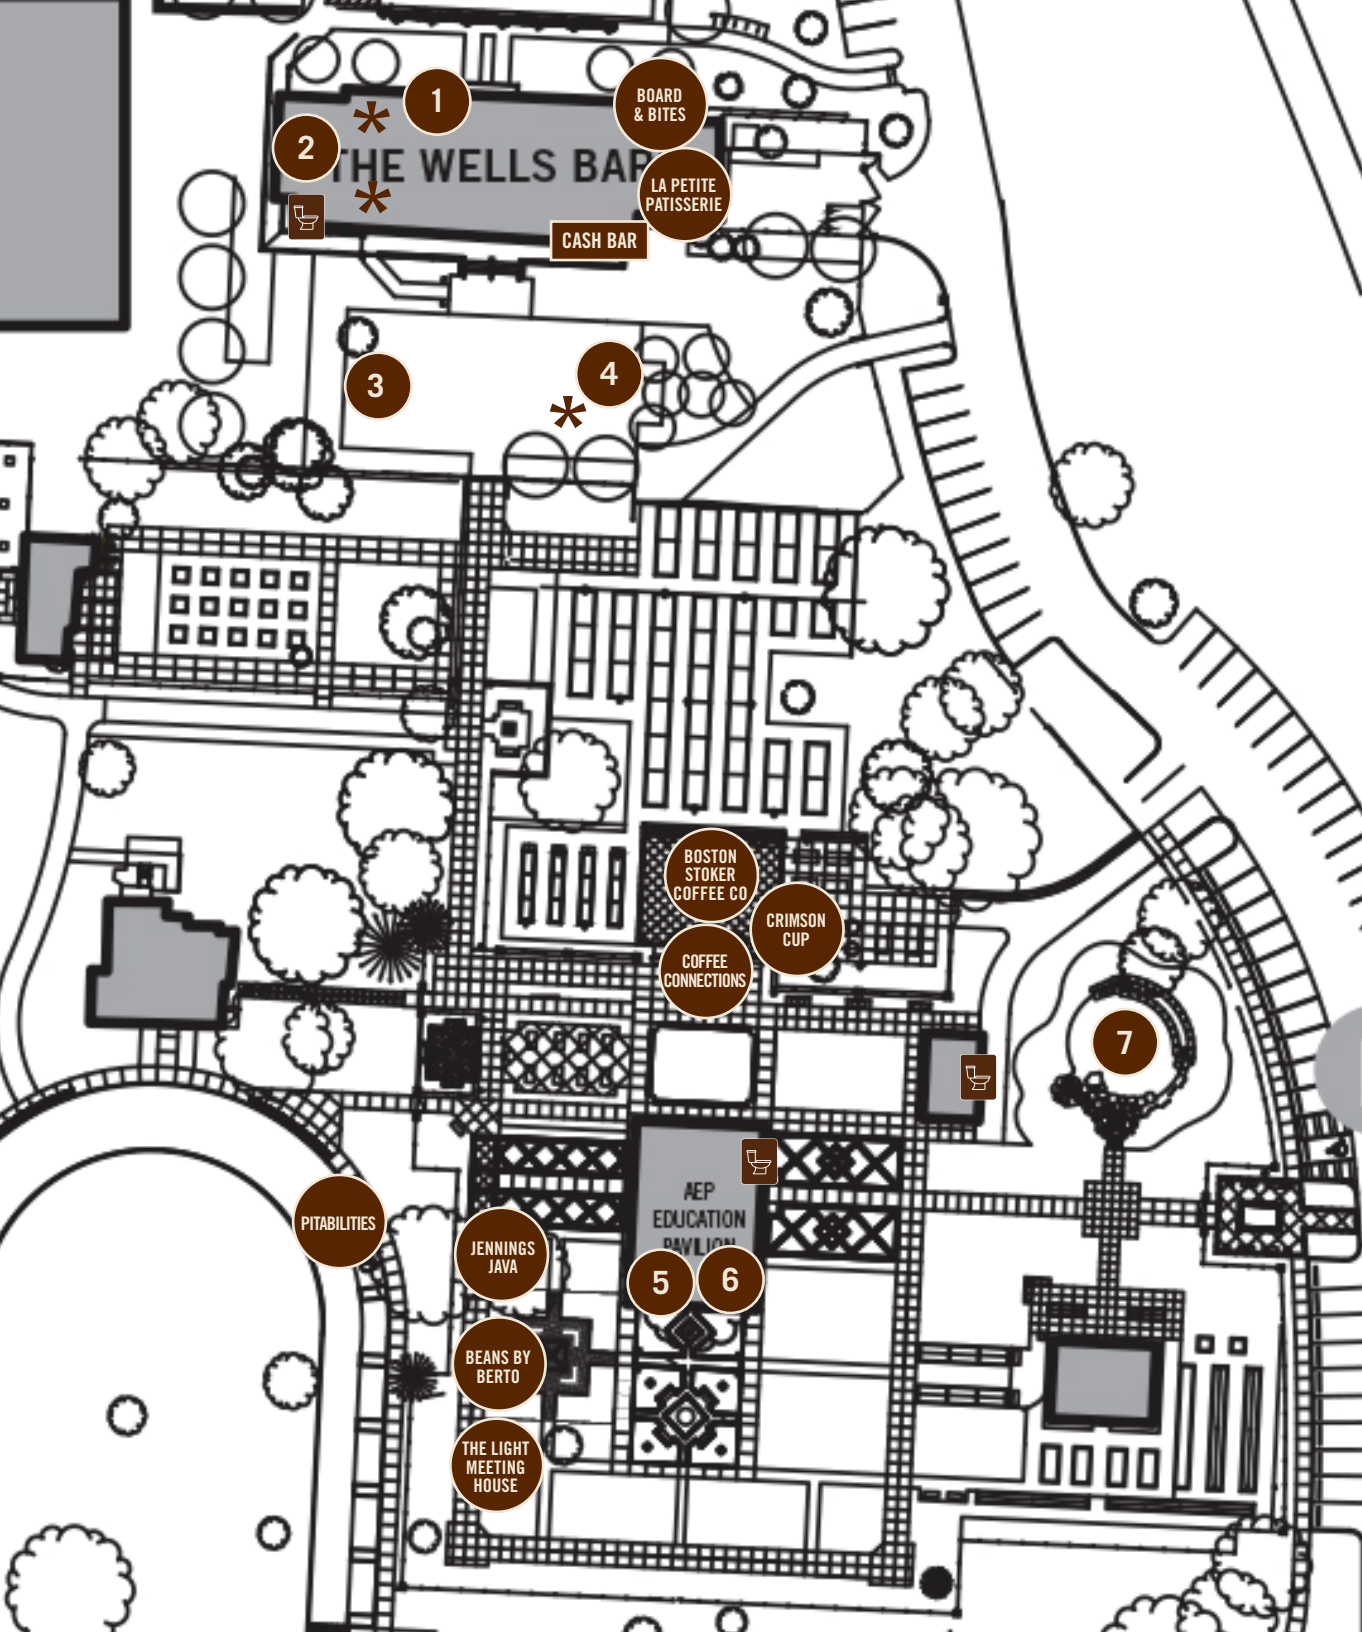 1
BOARD
& BITES
2
THE WELLS BAR
LA PETITE
PATISSERIE
CASH BAR
3
4
BOSTON
STOKER
COFFEE CO
CRIMSON
CUP
COFFEE
CONNECTIONS
7
AEP
EDUCATION
PAVILION
PITABILITIES
JENNINGS
JAVA
5
6
BEANS BY
BERTO
THE LIGHT
MEETING
HOUSE